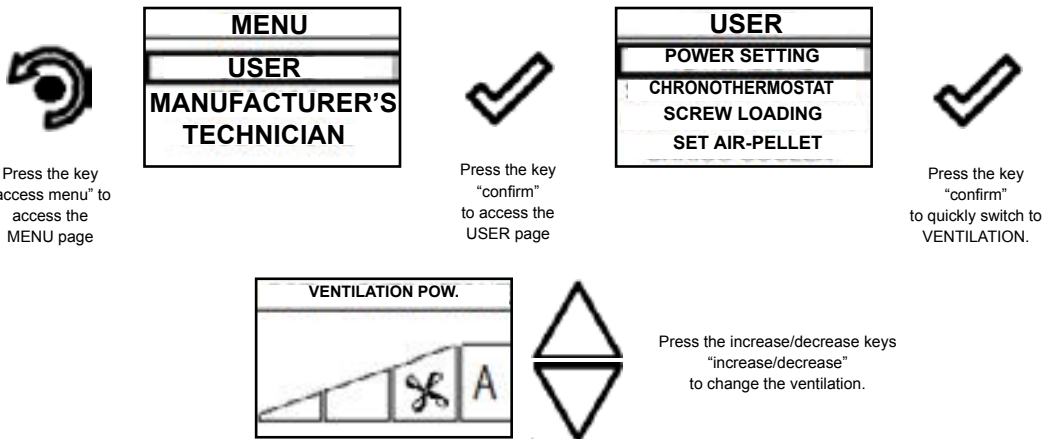 MENU
USER
MANUFACTURER'S
TECHNICIAN
USER
POWER SETTING
CHRONOTHERMOSTAT
SCREW LOADING
SET AIR-PELLET
Press the key
access menu” to
access the
MENU page
Press the key
“confirm”
to access the
USER page
Press the key
“confirm”
to quickly switch to
VENTILATION.
VENTILATION POW.
A
Press the increase/decrease keys
“increase/decrease”
to change the ventilation.